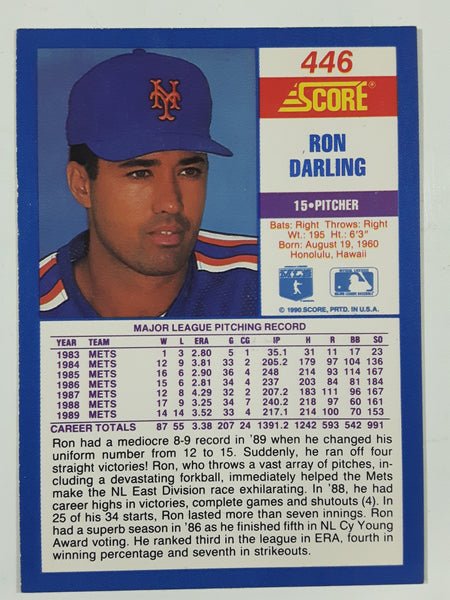 446
SCORE
RON
DARLING
15•PITCHER
Bats: Right Throws: Right
Wt.: 195 Ht.: 6'3"
Born: August 19, 1960
Honolulu, Hawaii
© 1990 SCORE, PRTD. IN U.S.A.
NY
MAJOR LEAGUE PITCHING RECORD
YEAR TEAM W L ERA G CG IP H R BB SO
1983 METS 1 3 2.80 5 1 35.1 31 11 17 23
1984 METS 12 9 3.81 33 2 205.2 179 97 104 136
1985 METS 16 6 2.90 36 4 248 214 93 114 167
1986 METS 15 6 2.81 34 4 237 203 84 81 184
1987 METS 12 8 4.29 32 2 207.2 183 111 96 167
1988 METS 17 9 3.25 34 7 240.2 218 97 60 161
1989 METS 14 14 3.52 33 4 217.1 214 100 70 153
CAREER TOTALS 87 55 3.38 207 24 1391.2 1242 593 542 991
Ron had a mediocre 8-9 record in '89 when he changed his
uniform number from 12 to 15. Suddenly, he ran off four
straight victories! Ron, who throws a vast array of pitches, in-
cluding a devastating forkball, immediately helped the Mets
make the NL East Division race exhilarating. In '88, he had
career highs in victories, complete games and shutouts (4). In
25 of his 34 starts, Ron lasted more than seven innings. Ron
had a superb season in '86 as he finished fifth in NL Cy Young
Award voting. He ranked third in the league in ERA, fourth in
winning percentage and seventh in strikeouts.